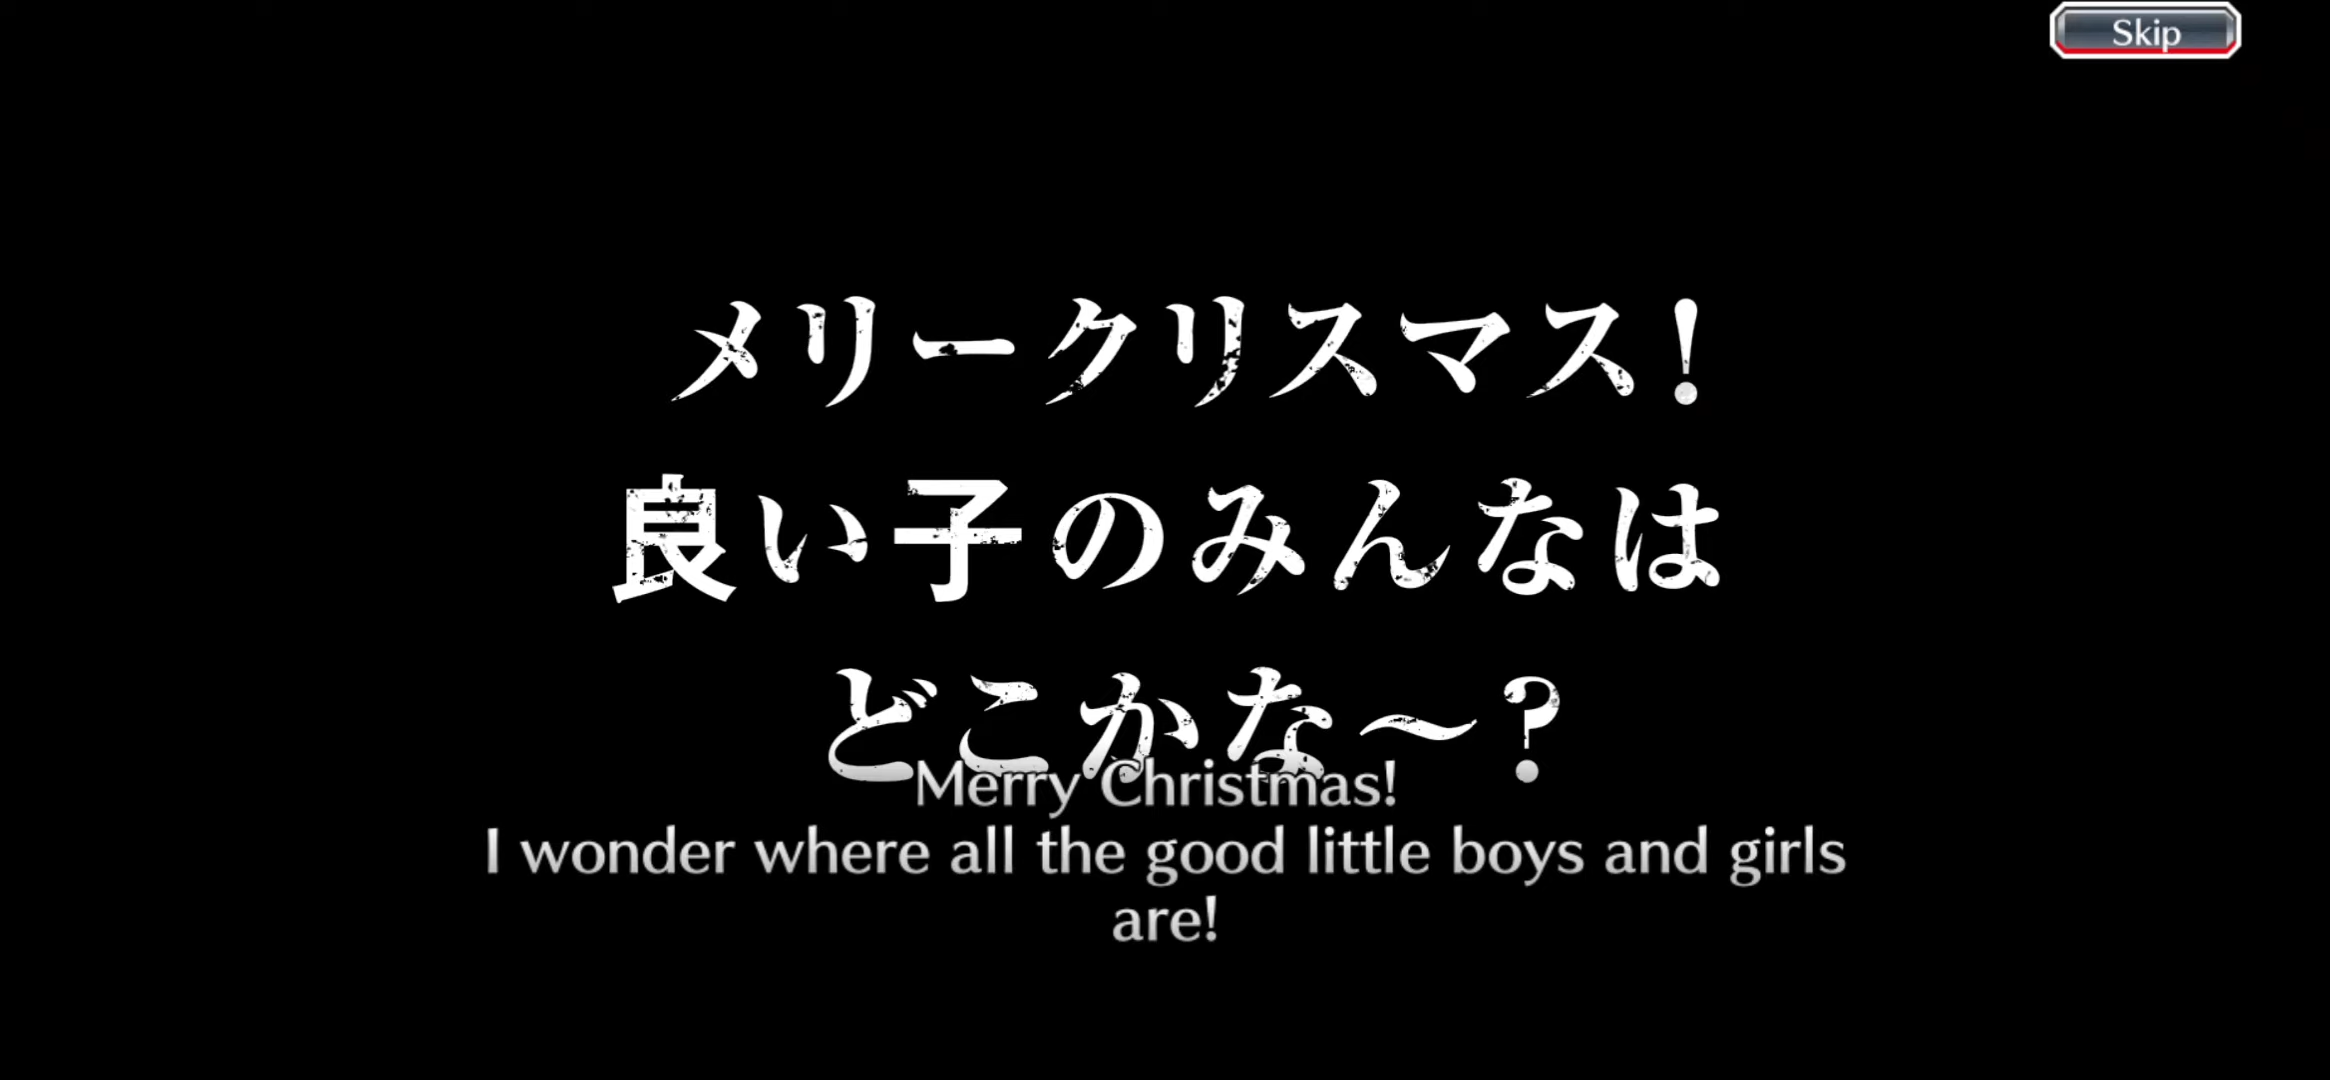 Skip
メリークリスマス！
良い子のみんなは
どこかな～？
Merry Christmas!
I wonder where all the good little boys and girls
are!